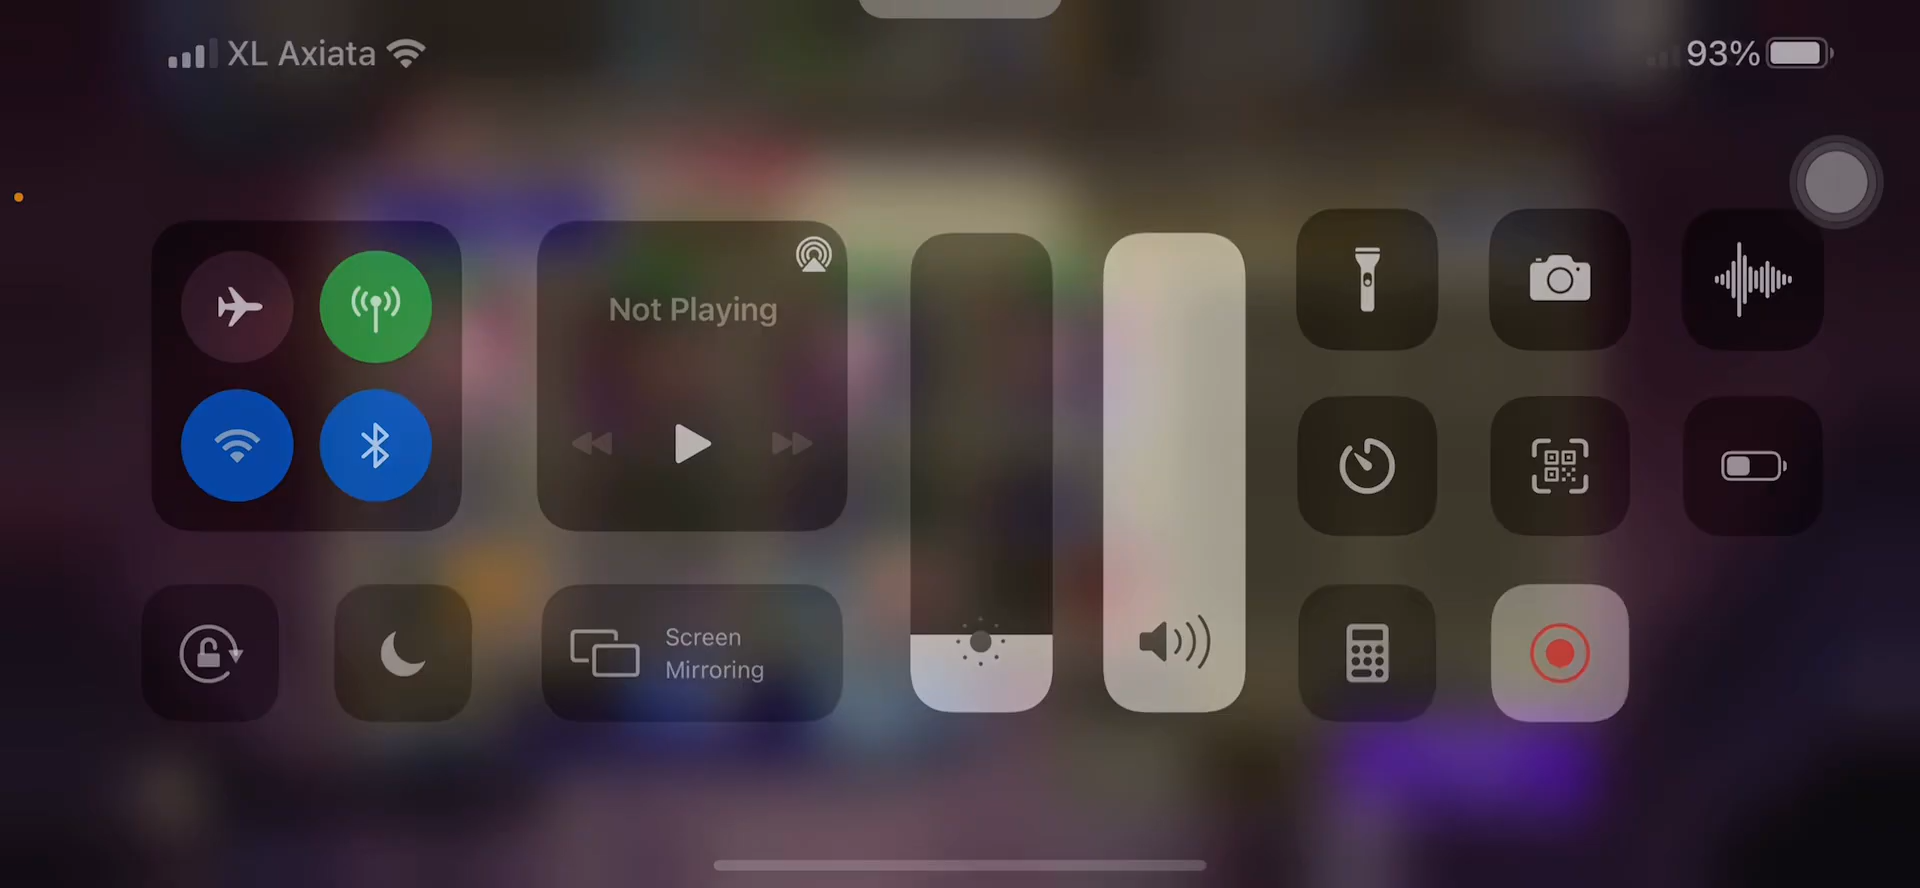 XL Axiata
93%
Not Playing
Screen
Mirroring